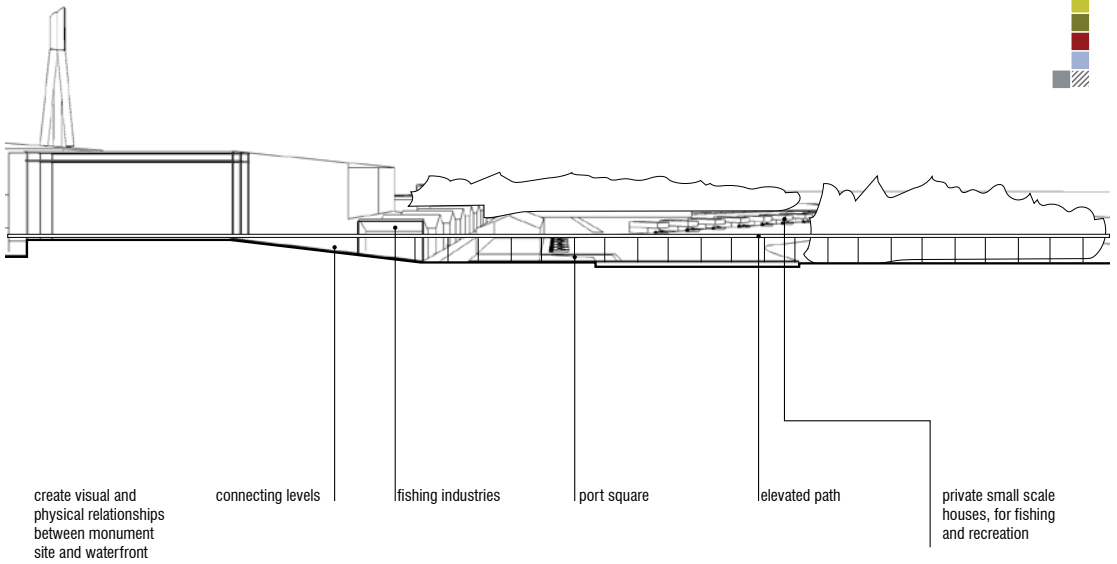 create visual and
physical relationships
between monument
site and waterfront
connecting levels
fishing industries
port square
elevated path
private small scale
houses, for fishing
and recreation